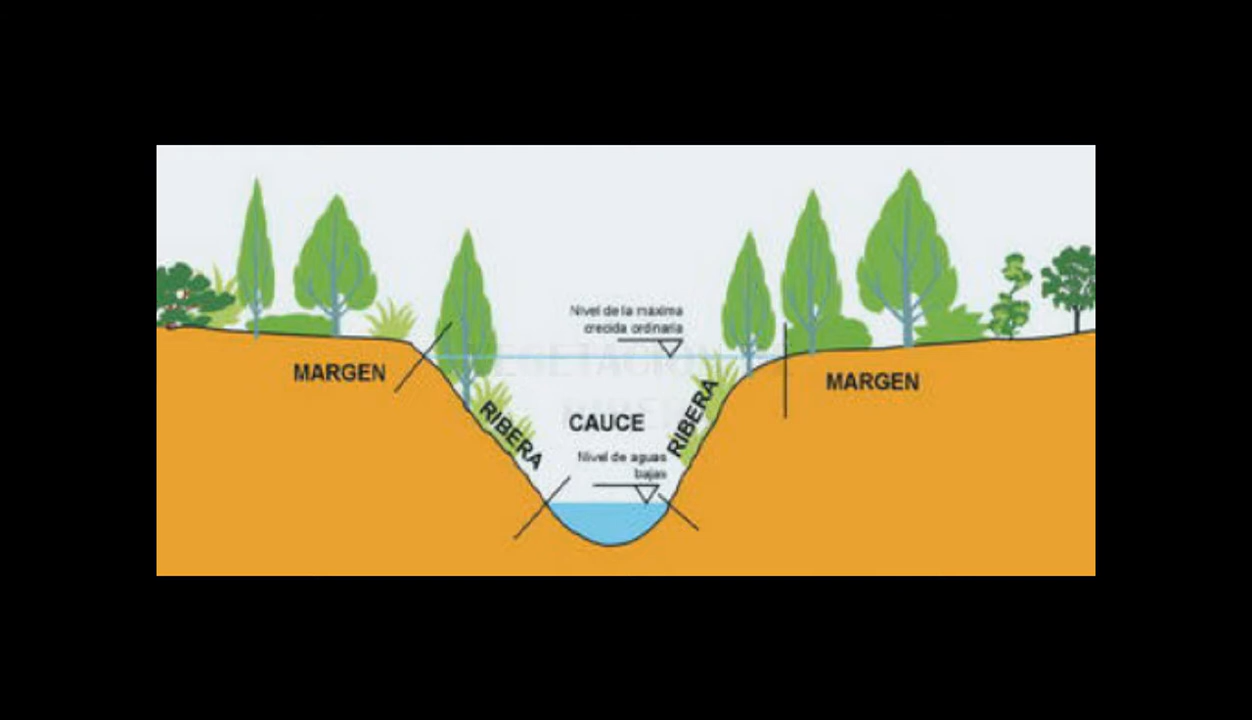 Nivel de la máxima
crecida ordinaria
MARGEN
MARGEN
RIBERA
CAUCE
RIBERA
Nivel de aguas
bajas